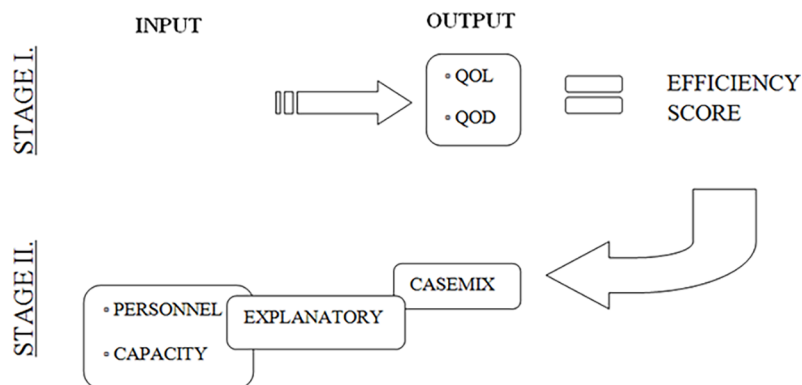 INPUT
OUTPUT
STAGE I.
▫ QOL
▫ QOD
EFFICIENCY
SCORE
STAGE II.
▫ PERSONNEL
▫ CAPACITY
EXPLANATORY
CASEMIX